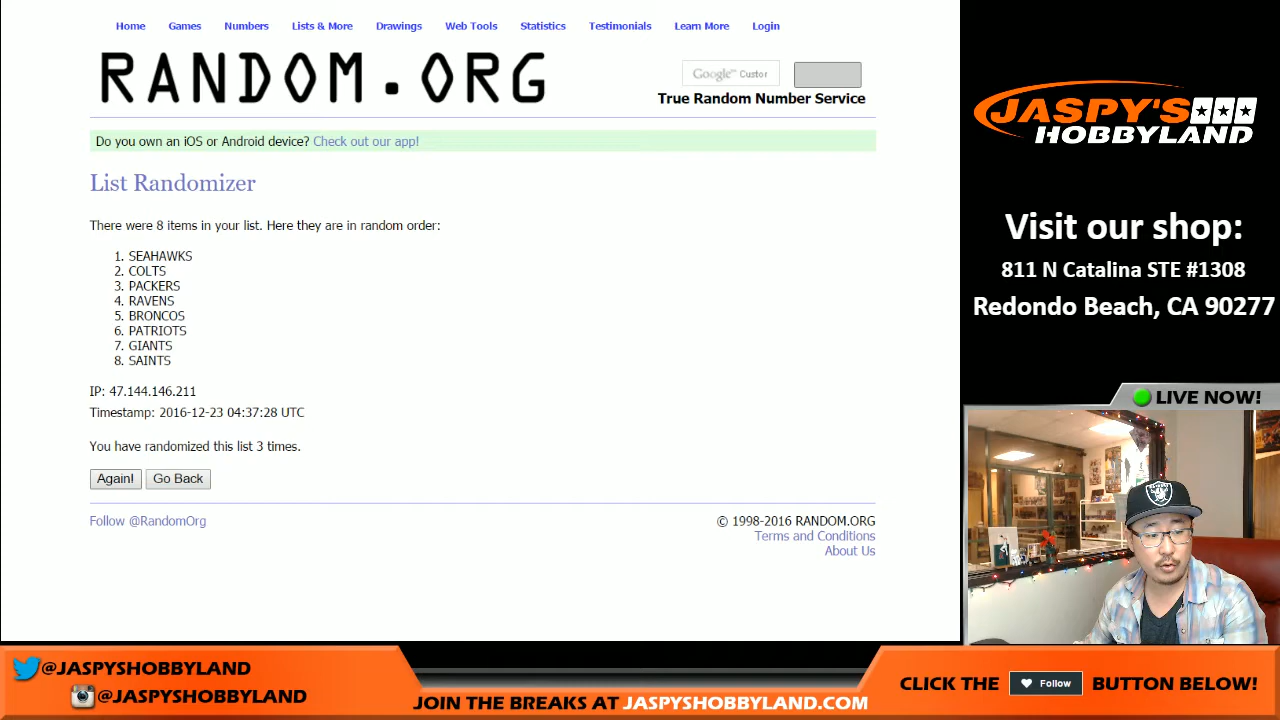 Home Games Numbers Lists & More Drawings Web Tools Statistics Testimonials Learn More Login
RANDOM.ORG
Google™ Custor
True Random Number Service
Do you own an iOS or Android device? Check out our app!
List Randomizer
There were 8 items in your list. Here they are in random order:
1. SEAHAWKS
2. COLTS
3. PACKERS
4. RAVENS
5. BRONCOS
6. PATRIOTS
7. GIANTS
8. SAINTS
IP: 47.144.146.211
Timestamp: 2016-12-23 04:37:28 UTC
You have randomized this list 3 times.
Again! Go Back
Follow @RandomOrg
© 1998-2016 RANDOM.ORG
Terms and Conditions
About Us
JASPY'S
HOBBYLAND
Visit our shop:
811 N Catalina STE #1308
Redondo Beach, CA 90277
LIVE NOW!
@JASPYSHOBBYLAND
@JASPYSHOBBYLAND
JOIN THE BREAKS AT JASPYSHOBBYLAND.COM
CLICK THE Follow BUTTON BELOW!